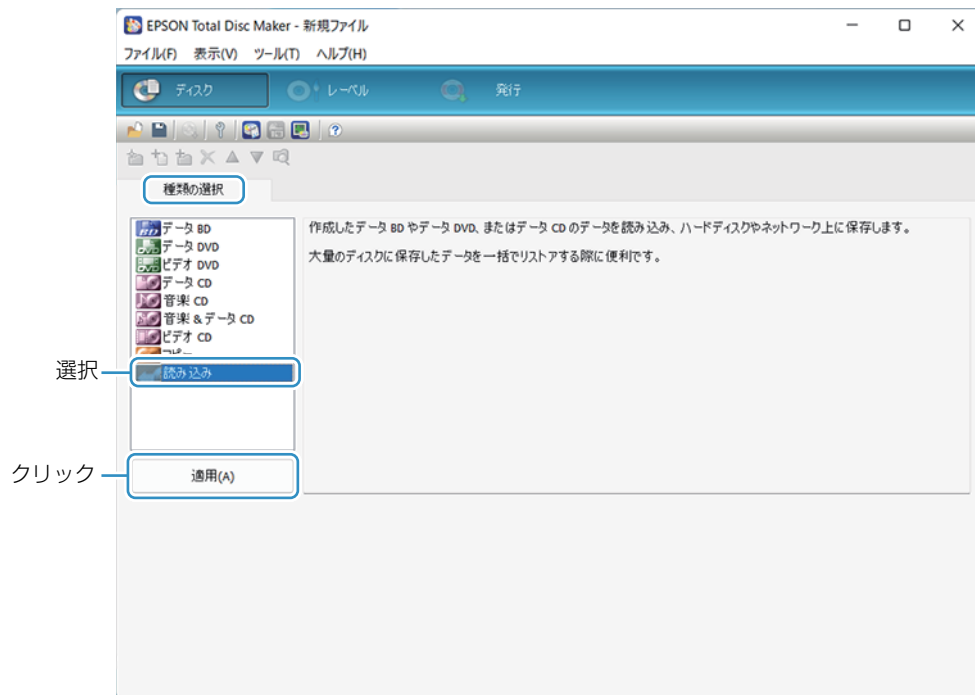 EPSON Total Disc Maker - 新規ファイル
ファイル(F) 表示(V) ツール(T) ヘルプ(H)
ディスク レーベル 発行
種類の選択
データ BD
データ DVD
ビデオ DVD
データ CD
音楽 CD
音楽 & データ CD
ビデオ CD
コピー
読み込み
作成したデータ BD やデータ DVD、またはデータ CD のデータを読み込み、ハードディスクやネットワーク上に保存します。
大量のディスクに保存したデータを一括でリストアする際に便利です。
選択
クリック
適用(A)